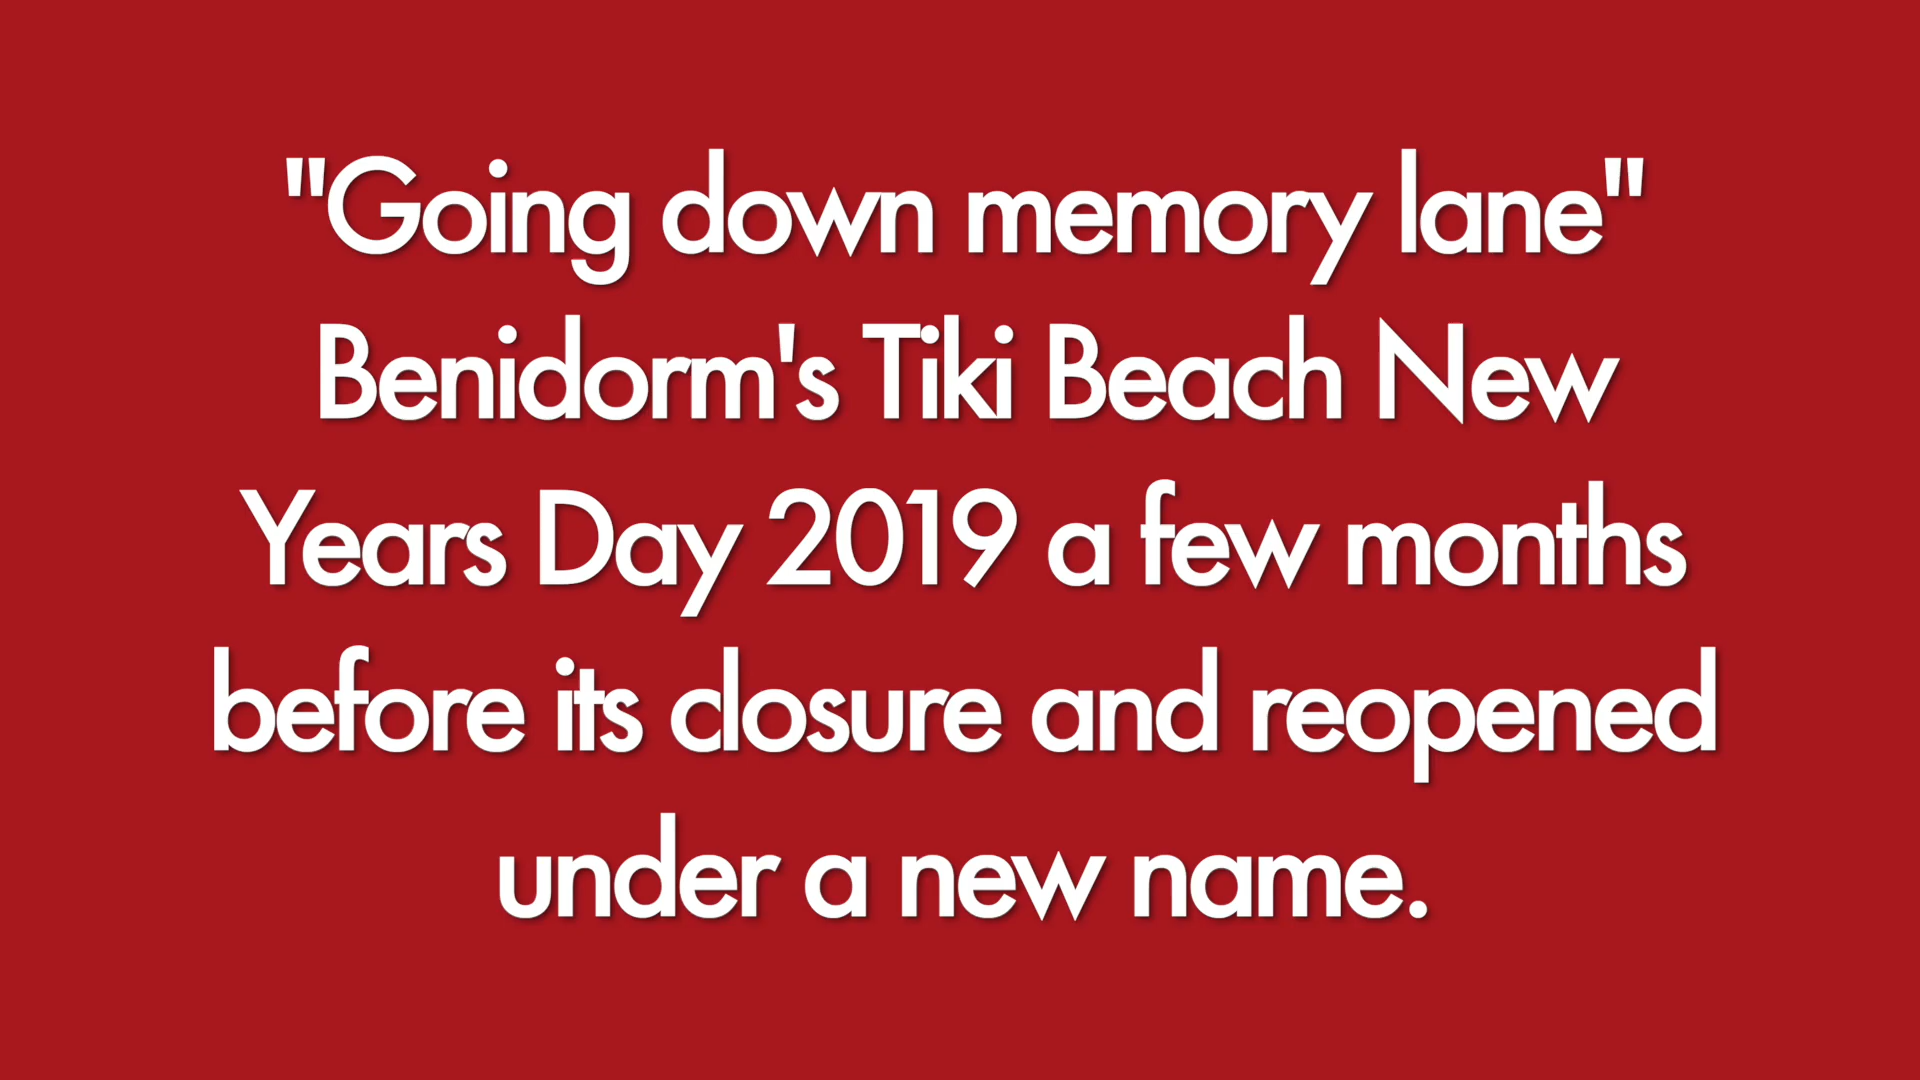 "Going down memory lane"
Benidorm's Tiki Beach New
Years Day 2019 a few months
before its closure and reopened
under a new name.